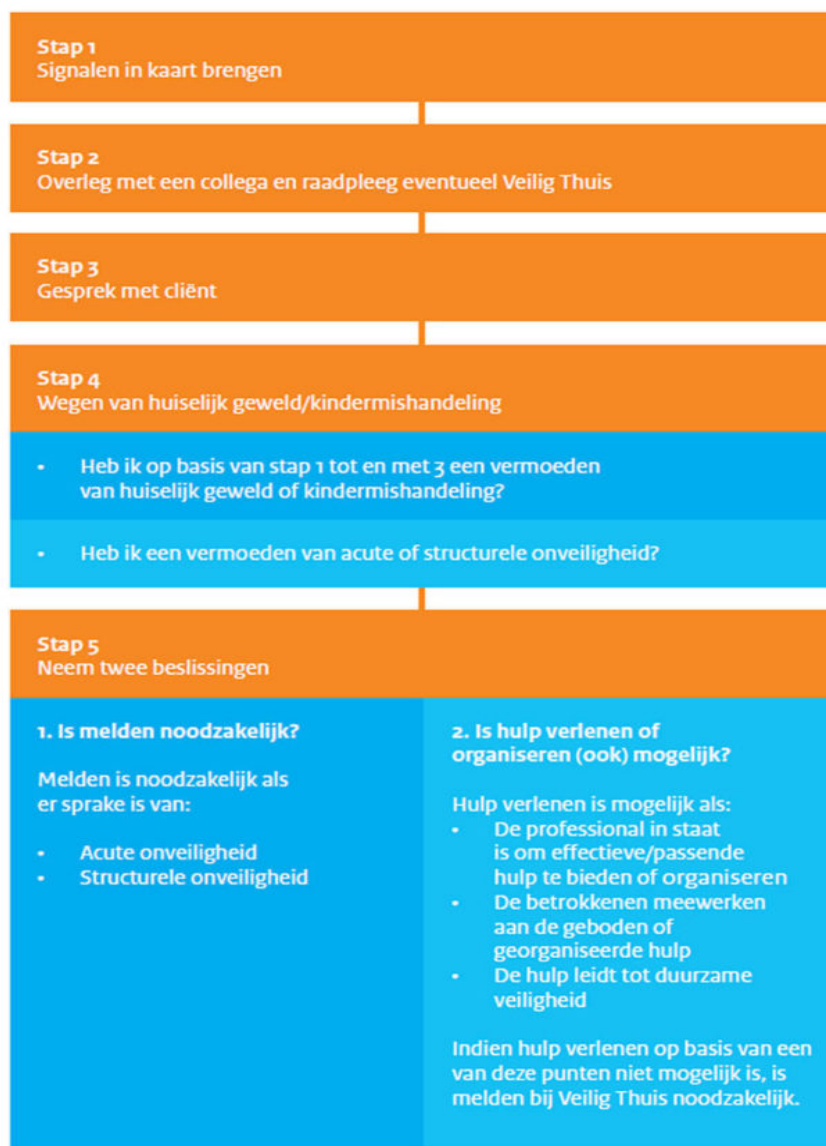 Stap 1
Signalen in kaart brengen
Stap 2
Overleg met een collega en raadpleeg eventueel Veilig Thuis
Stap 3
Gesprek met cliënt
Stap 4
Wegen van huiselijk geweld/kindermishandeling
• Heb ik op basis van stap 1 tot en met 3 een vermoeden
van huiselijk geweld of kindermishandeling?
• Heb ik een vermoeden van acute of structurele onveiligheid?
Stap 5
Neem twee beslissingen
1. Is melden noodzakelijk?
Melden is noodzakelijk als
er sprake is van:
• Acute onveiligheid
• Structurele onveiligheid
2. Is hulp verlenen of
organiseren (ook) mogelijk?
Hulp verlenen is mogelijk als:
• De professional in staat
is om effectieve/passende
hulp te bieden of organiseren
• De betrokkenen meewerken
aan de geboden of
georganiseerde hulp
• De hulp leidt tot duurzame
veiligheid
Indien hulp verlenen op basis van een
van deze punten niet mogelijk is, is
melden bij Veilig Thuis noodzakelijk.